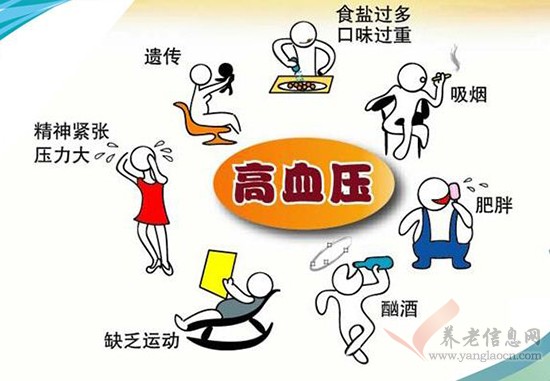 食盐过多
口味过重
遗传
吸烟
精神紧张
压力大
高血压
肥胖
酗酒
缺乏运动
养老信息网
www.yanglaocn.com